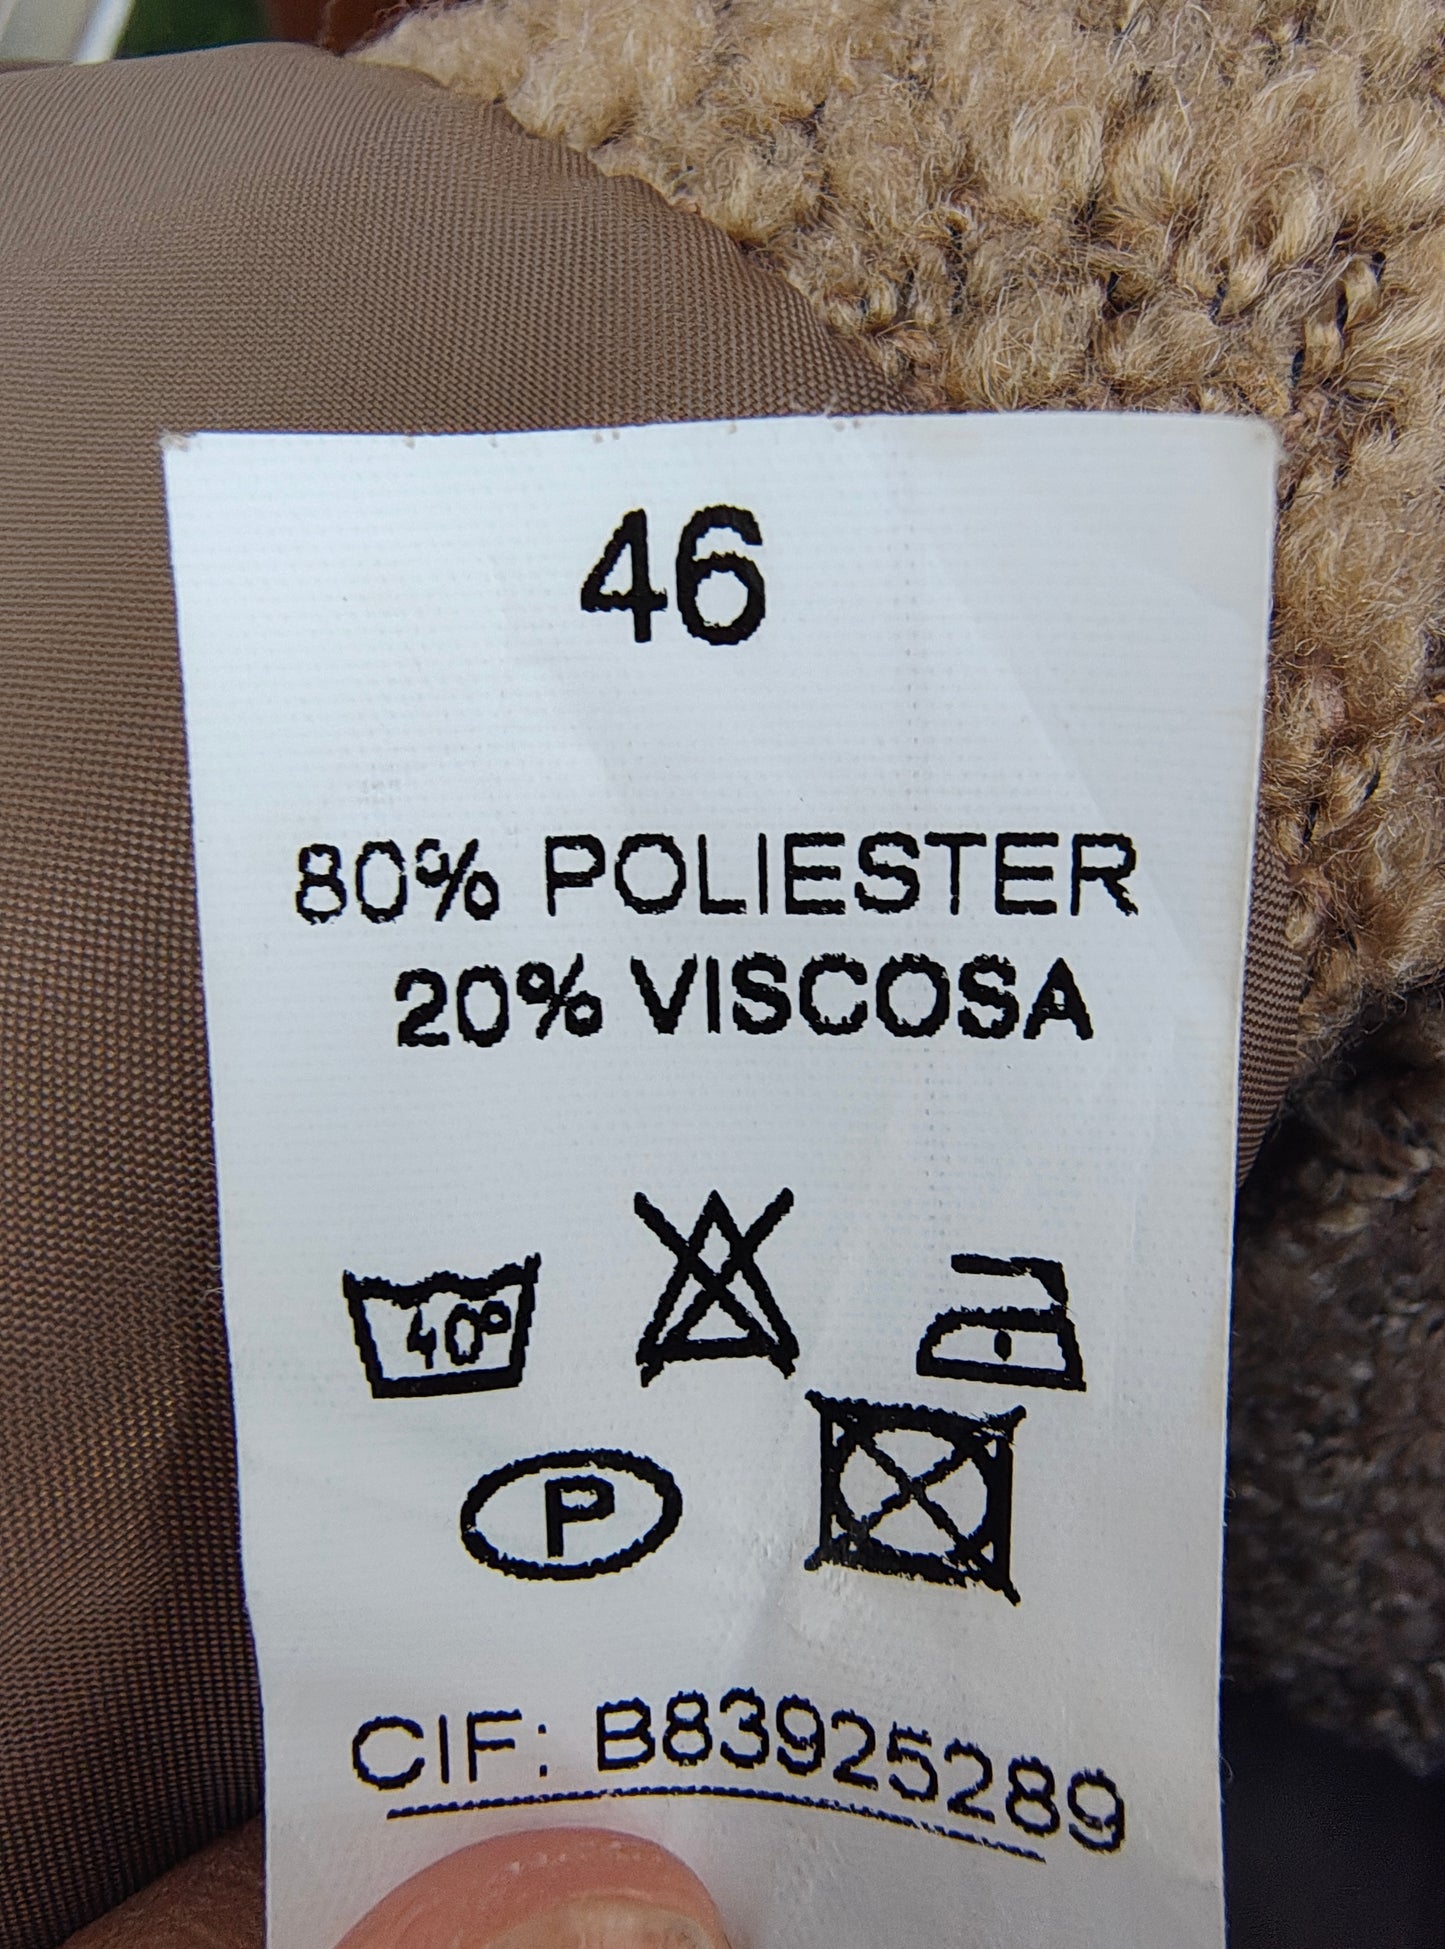 46
80% POLIESTER
20% VISCOSA
40°
P
CIF: B83925289